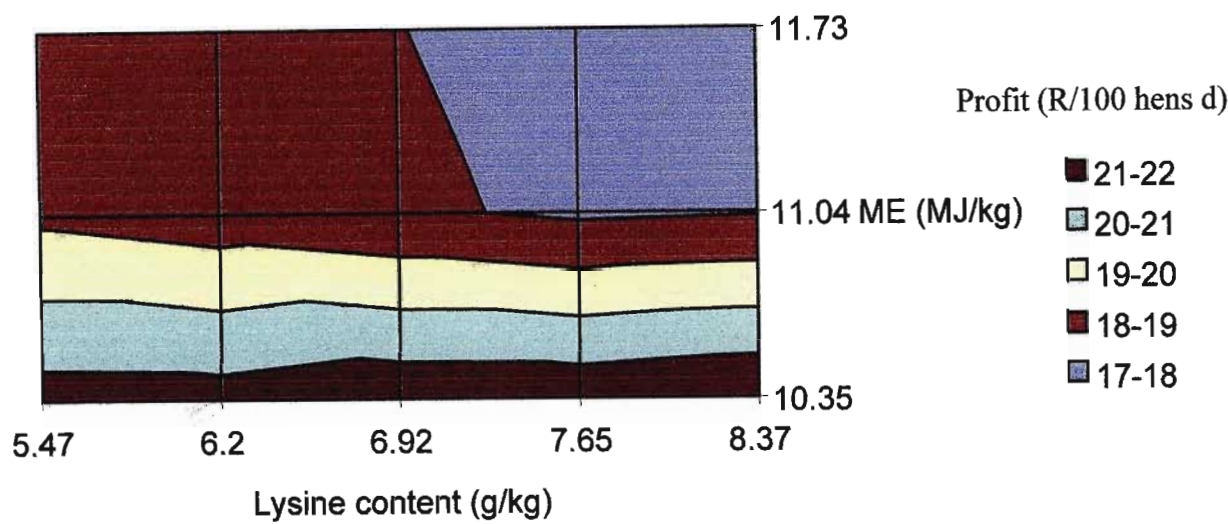 11.73
Profit (R/100 hens d)
21-22
20-21
19-20
18-19
17-18
11.04 ME (MJ/kg)
10.35
5.47 6.2 6.92 7.65 8.37
Lysine content (g/kg)